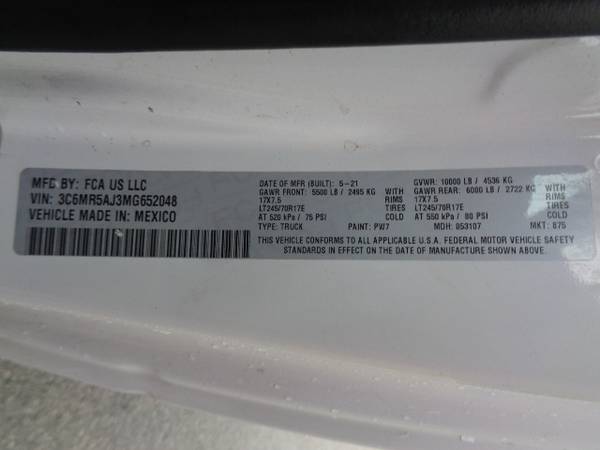 MFD BY: FCA US LLC
VIN: 3C6MR5AJ3MG652048
VEHICLE MADE IN: MEXICO
DATE OF MFR (BUILT): 5-21 GVWR: 10000 LB / 4536 KG
GAWR FRONT: 5500 LB / 2495 KG WITH GAWR REAR: 6000 LB / 2722 KG WITH
17X7.5 RIMS 17X7.5 RIMS
LT245/70R17E TIRES LT245/70R17E TIRES
AT 520 kPa / 75 PSI COLD AT 550 kPa / 80 PSI COLD
TYPE: TRUCK PAINT: PW7 MDH: 053107 MKT: 875
THIS VEHICLE CONFORMS TO ALL APPLICABLE U.S.A. FEDERAL MOTOR VEHICLE SAFETY
STANDARDS IN EFFECT ON THE DATE OF MANUFACTURE SHOWN ABOVE.